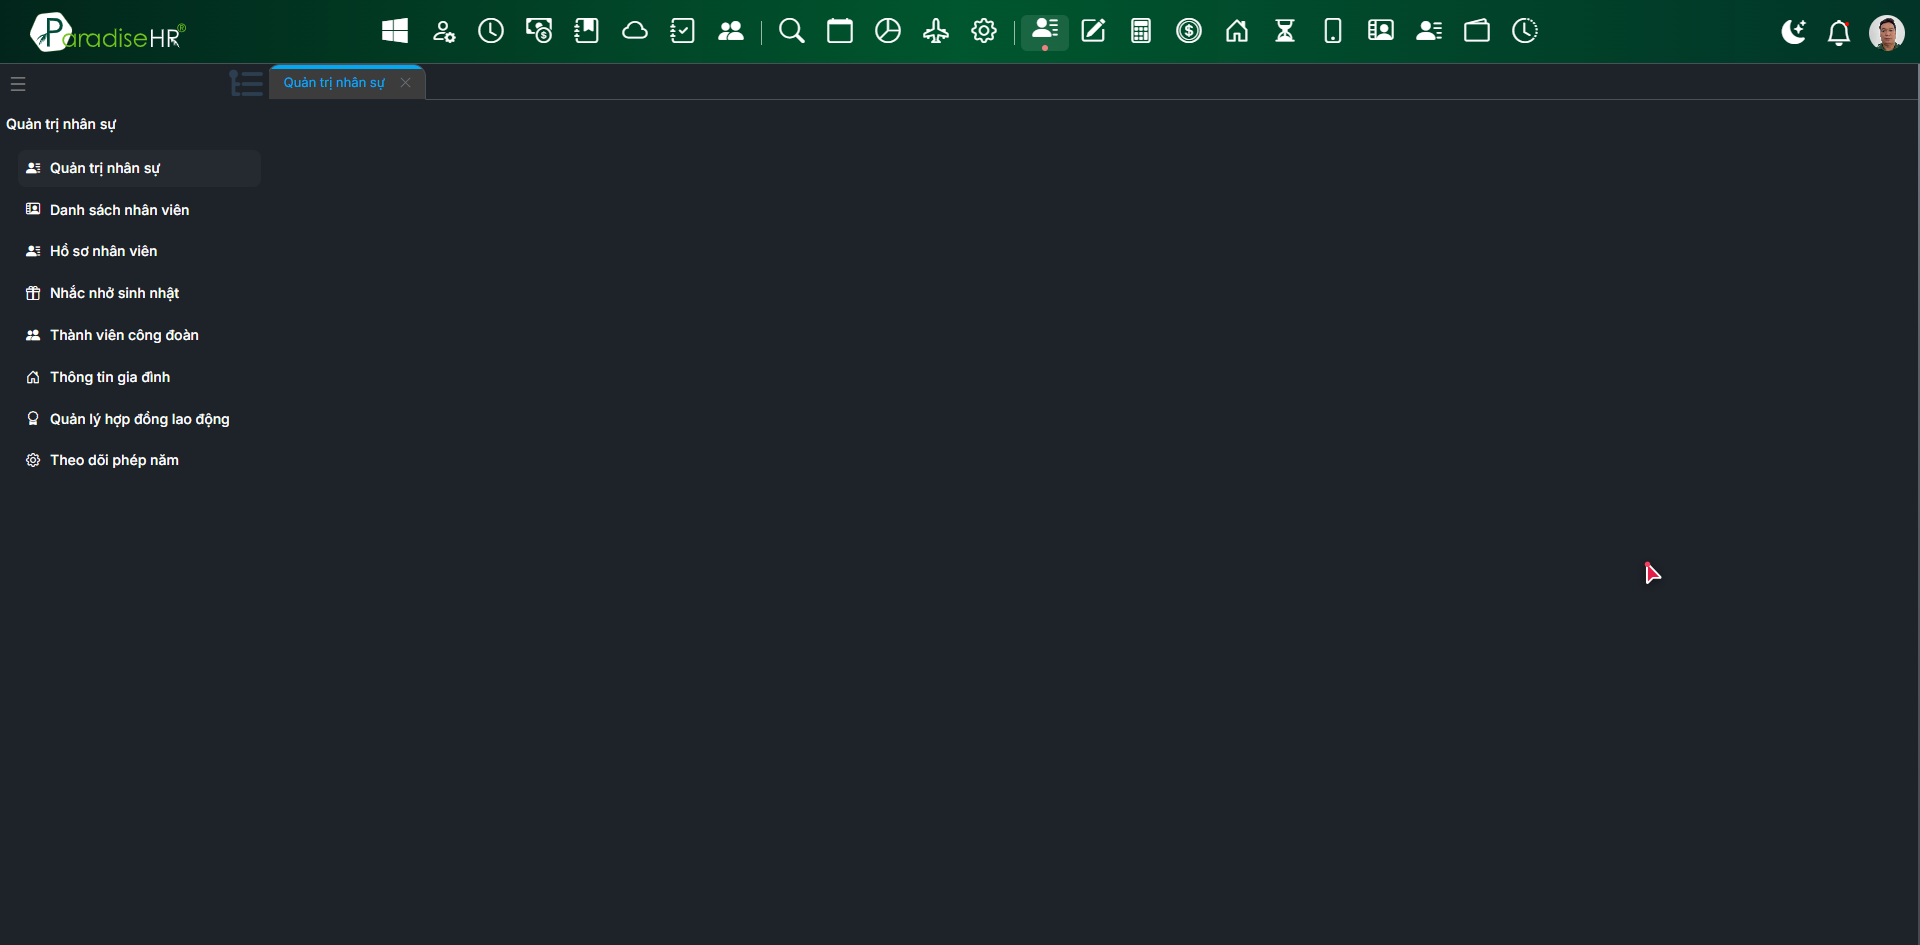 ParadiseHR®
Quản trị nhân sự
Quản trị nhân sự
Quản trị nhân sự
Danh sách nhân viên
Hồ sơ nhân viên
Nhắc nhở sinh nhật
Thành viên công đoàn
Thông tin gia đình
Quản lý hợp đồng lao động
Theo dõi phép năm